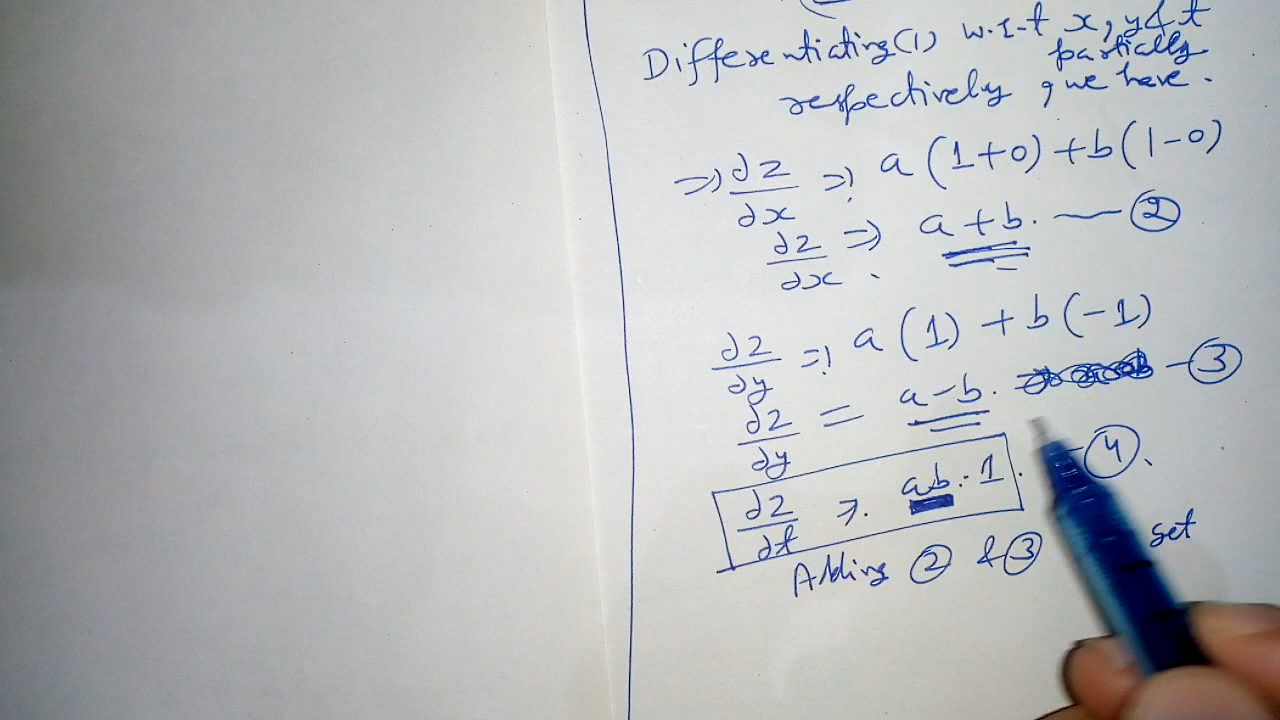 Differentiating (1) w.r.t x, y & t
partially
respectively, we have.
=> ∂z/∂x => a (1+0) + b (1-0)
∂z/∂x => a + b. — ②
∂z/∂y => a (1) + b (-1)
∂z/∂y = a - b. — ③
∂z/∂t => ab. 1. — ④.
Adding ② & ③ get